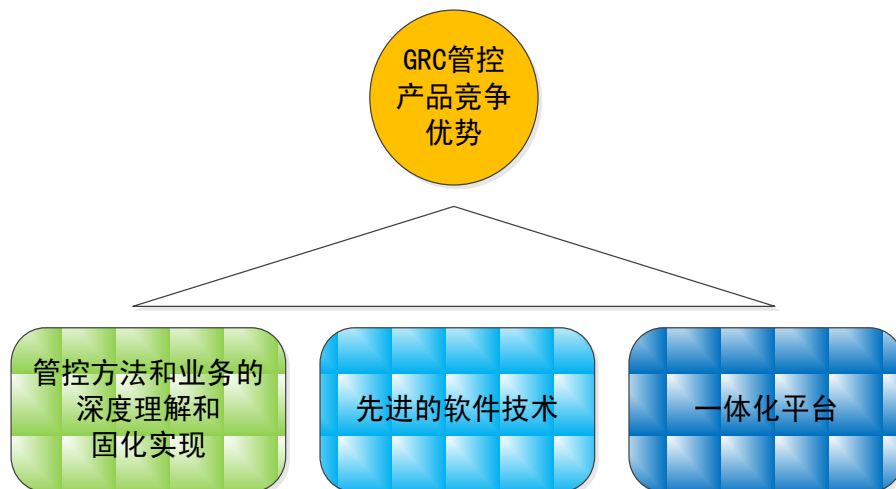 GRC管控
产品竞争
优势
管控方法和业务的
深度理解和
固化实现
先进的软件技术
一体化平台